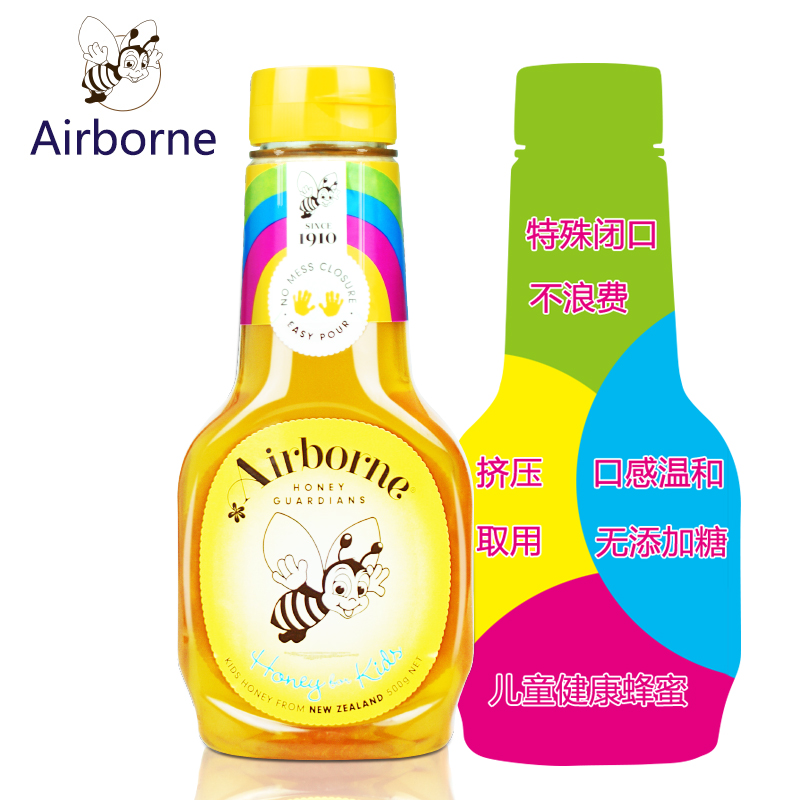 Airborne
SINCE
1910
NO MESS CLOSURE
EASY POUR
Airborne
HONEY
GUARDIANS
Honey for Kids
KIDS HONEY FROM NEW ZEALAND 500g NET
特殊闭口
不浪费
挤压
取用
口感温和
无添加糖
儿童健康蜂蜜